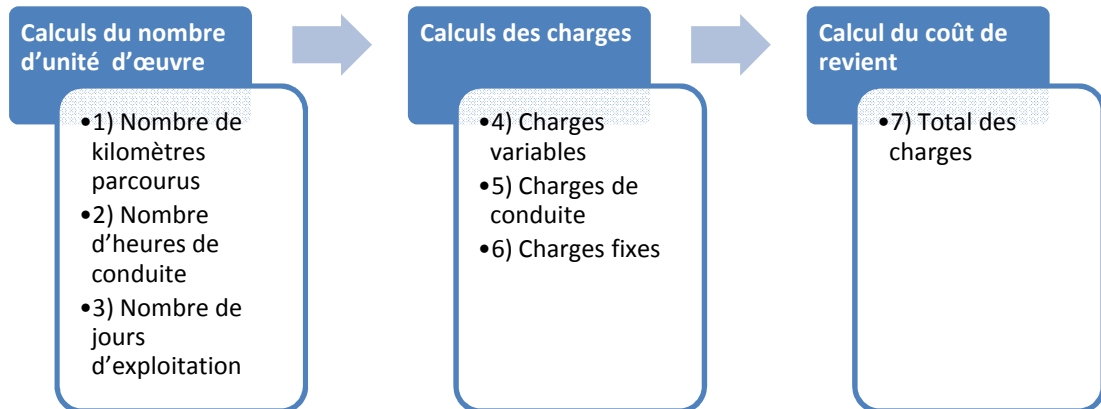 Calculs du nombre
d'unité d'œuvre
•1) Nombre de
kilomètres
parcourus
•2) Nombre
d'heures de
conduite
•3) Nombre de
jours
d'exploitation
Calculs des charges
•4) Charges
variables
•5) Charges de
conduite
•6) Charges fixes
Calcul du coût de
revient
•7) Total des
charges